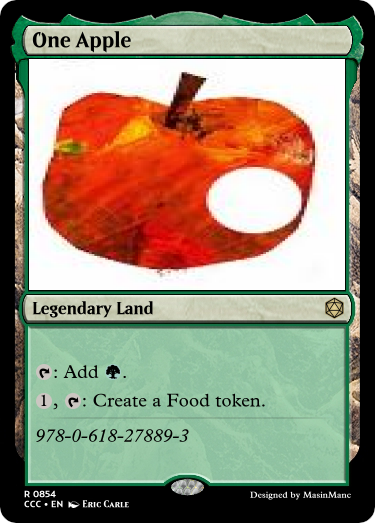 One Apple
Legendary Land
: Add .
1, : Create a Food token.
978-0-618-27889-3
R 0854
CCC • EN Eric Carle
Designed by MasinManc